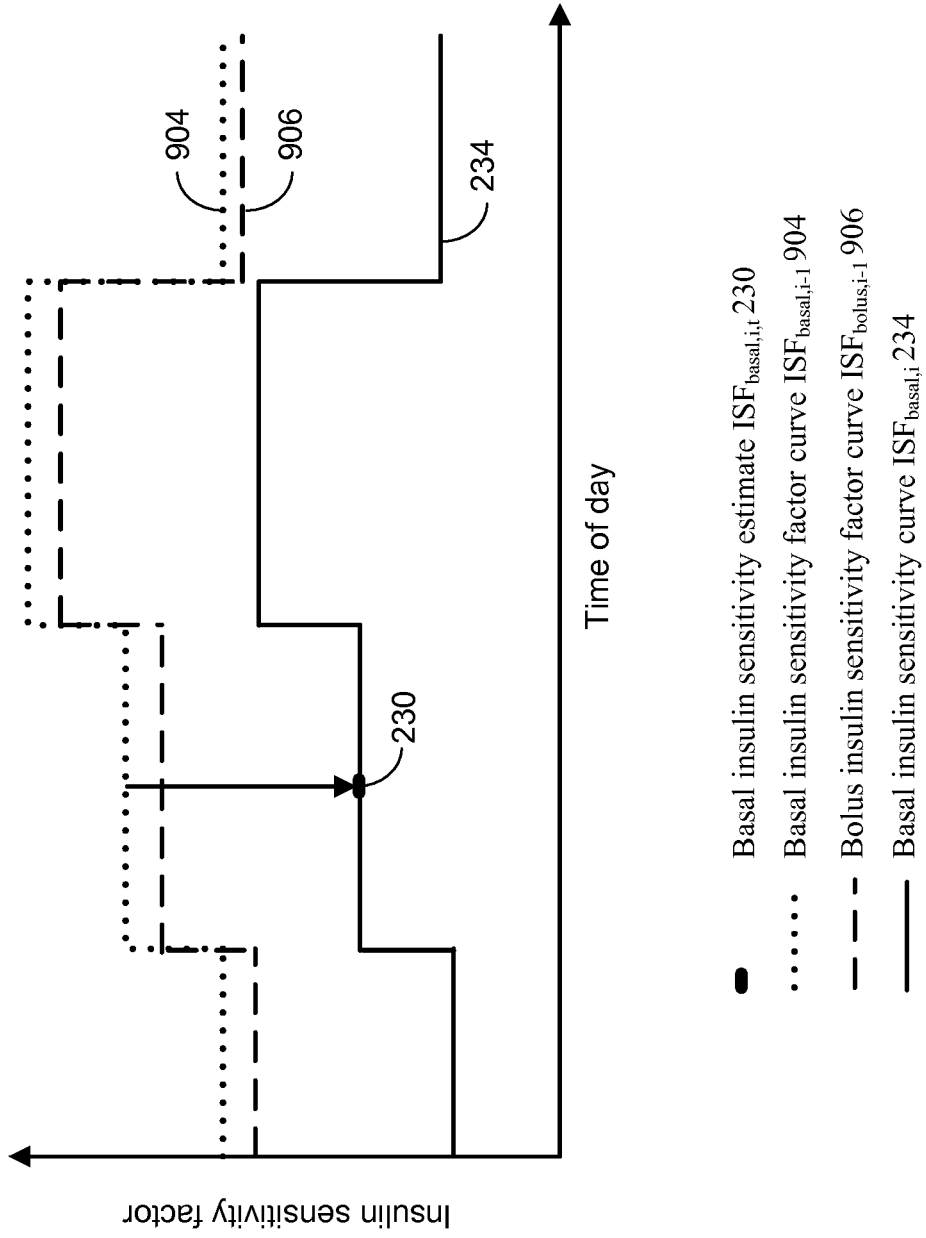 Insulin sensitivity factor
904
906
234
230
Time of day
Basal insulin sensitivity estimate ISFbasal,i,t 230
Basal insulin sensitivity factor curve ISFbasal,i-1 904
Bolus insulin sensitivity factor curve ISFbolus,i-1 906
Basal insulin sensitivity curve ISFbasal,i 234